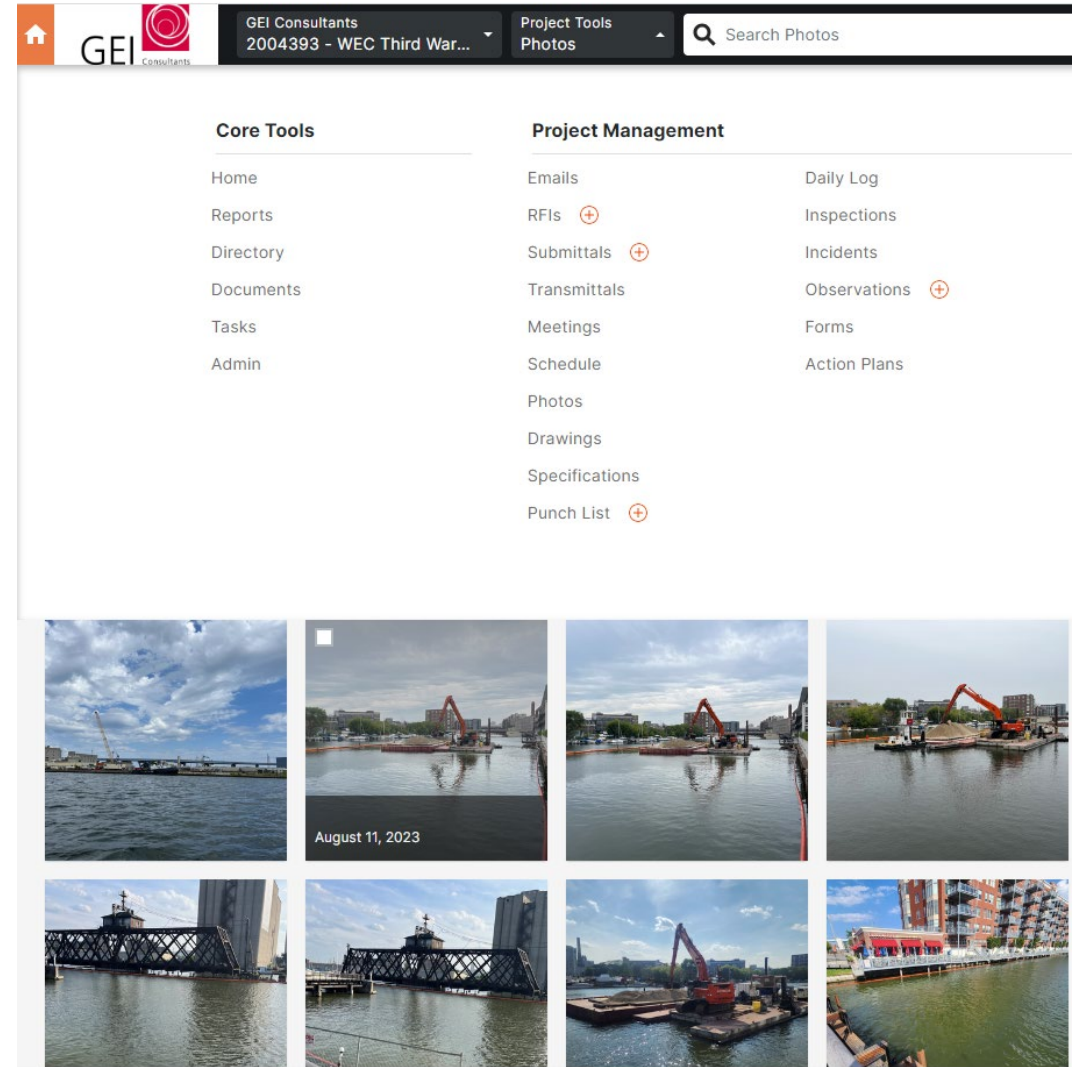 GEI
Consultants
GEI Consultants
2004393 - WEC Third War...
Project Tools
Photos
Search Photos
Core Tools
Home
Reports
Directory
Documents
Tasks
Admin
Project Management
Emails
RFIs
Submittals
Transmittals
Meetings
Schedule
Photos
Drawings
Specifications
Punch List
Daily Log
Inspections
Incidents
Observations
Forms
Action Plans
August 11, 2023